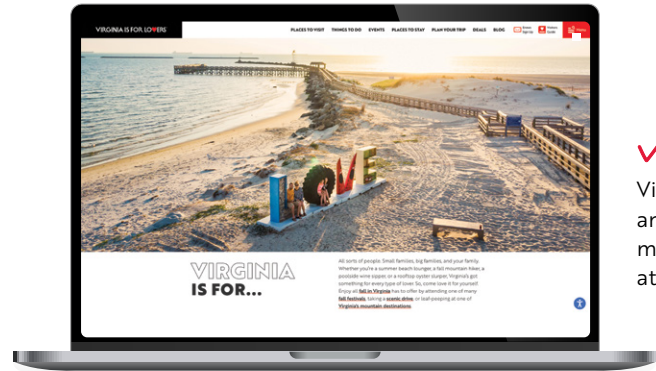 VIRGINIA IS FOR LOVERS
PLACES TO VISIT THINGS TO DO EVENTS PLACES TO STAY PLAN YOUR TRIP DEALS BLOG
LOVE
VIRGINIA
IS FOR...
All sorts of people. Small families, big families, and your family.
Whether you're a summer beach lounger, a fall mountain hiker, a
poolside wine sipper, or a rooftop oyster slurper, Virginia's got
something for every type of lover. So, come love it for yourself!
Enjoy all fall in Virginia has to offer by attending one of many
fall festivals, taking a scenic drive, or leaf-peeping at one of
Virginia's mountain destinations.